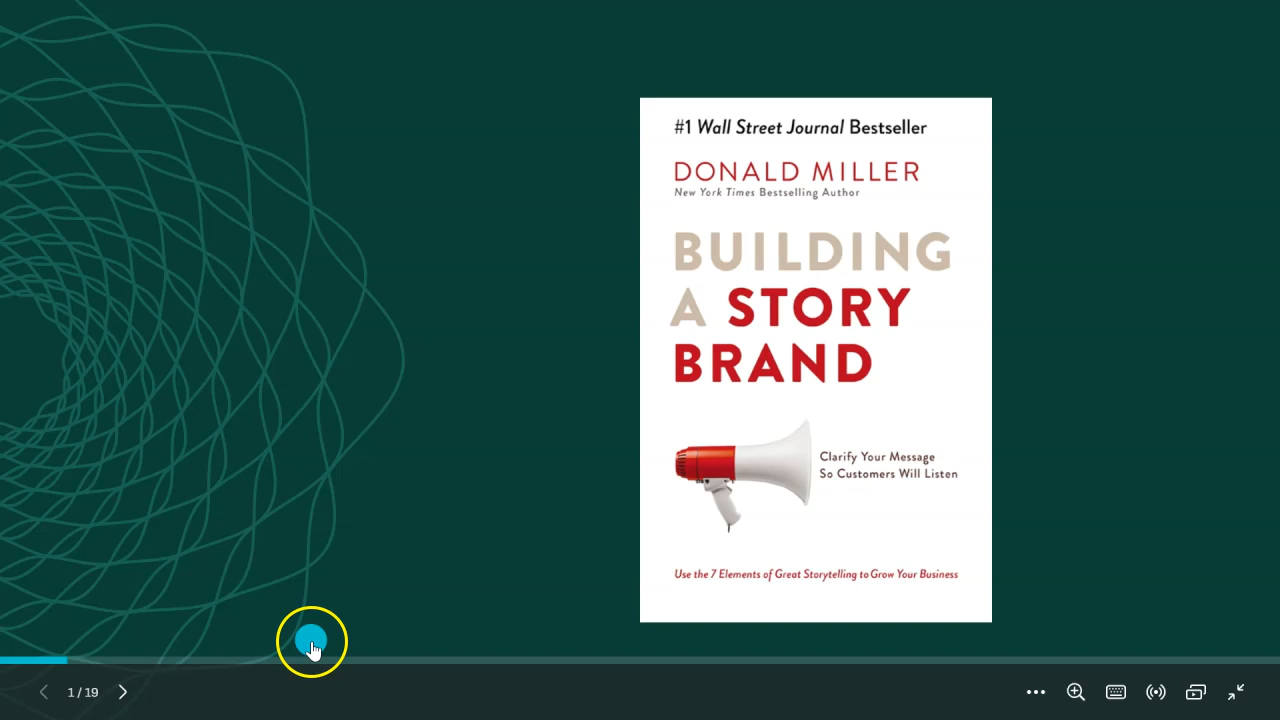 #1 Wall Street Journal Bestseller
DONALD MILLER
New York Times Bestselling Author
BUILDING
A STORY
BRAND
Clarify Your Message
So Customers Will Listen
Use the 7 Elements of Great Storytelling to Grow Your Business
1 / 19